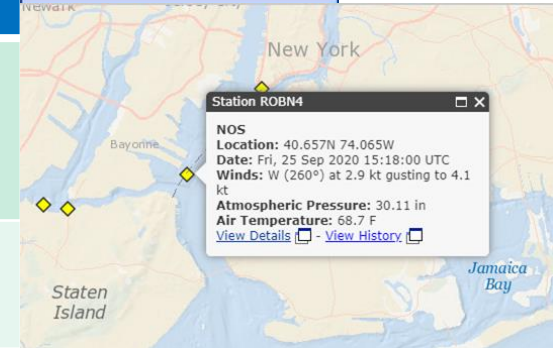 Newark
New York
Station ROBN4
NOS
Location: 40.657N 74.065W
Date: Fri, 25 Sep 2020 15:18:00 UTC
Winds: W (260°) at 2.9 kt gusting to 4.1
kt
Atmospheric Pressure: 30.11 in
Air Temperature: 68.7 F
View Details - View History
Bayonne
Jamaica
Bay
Staten
Island